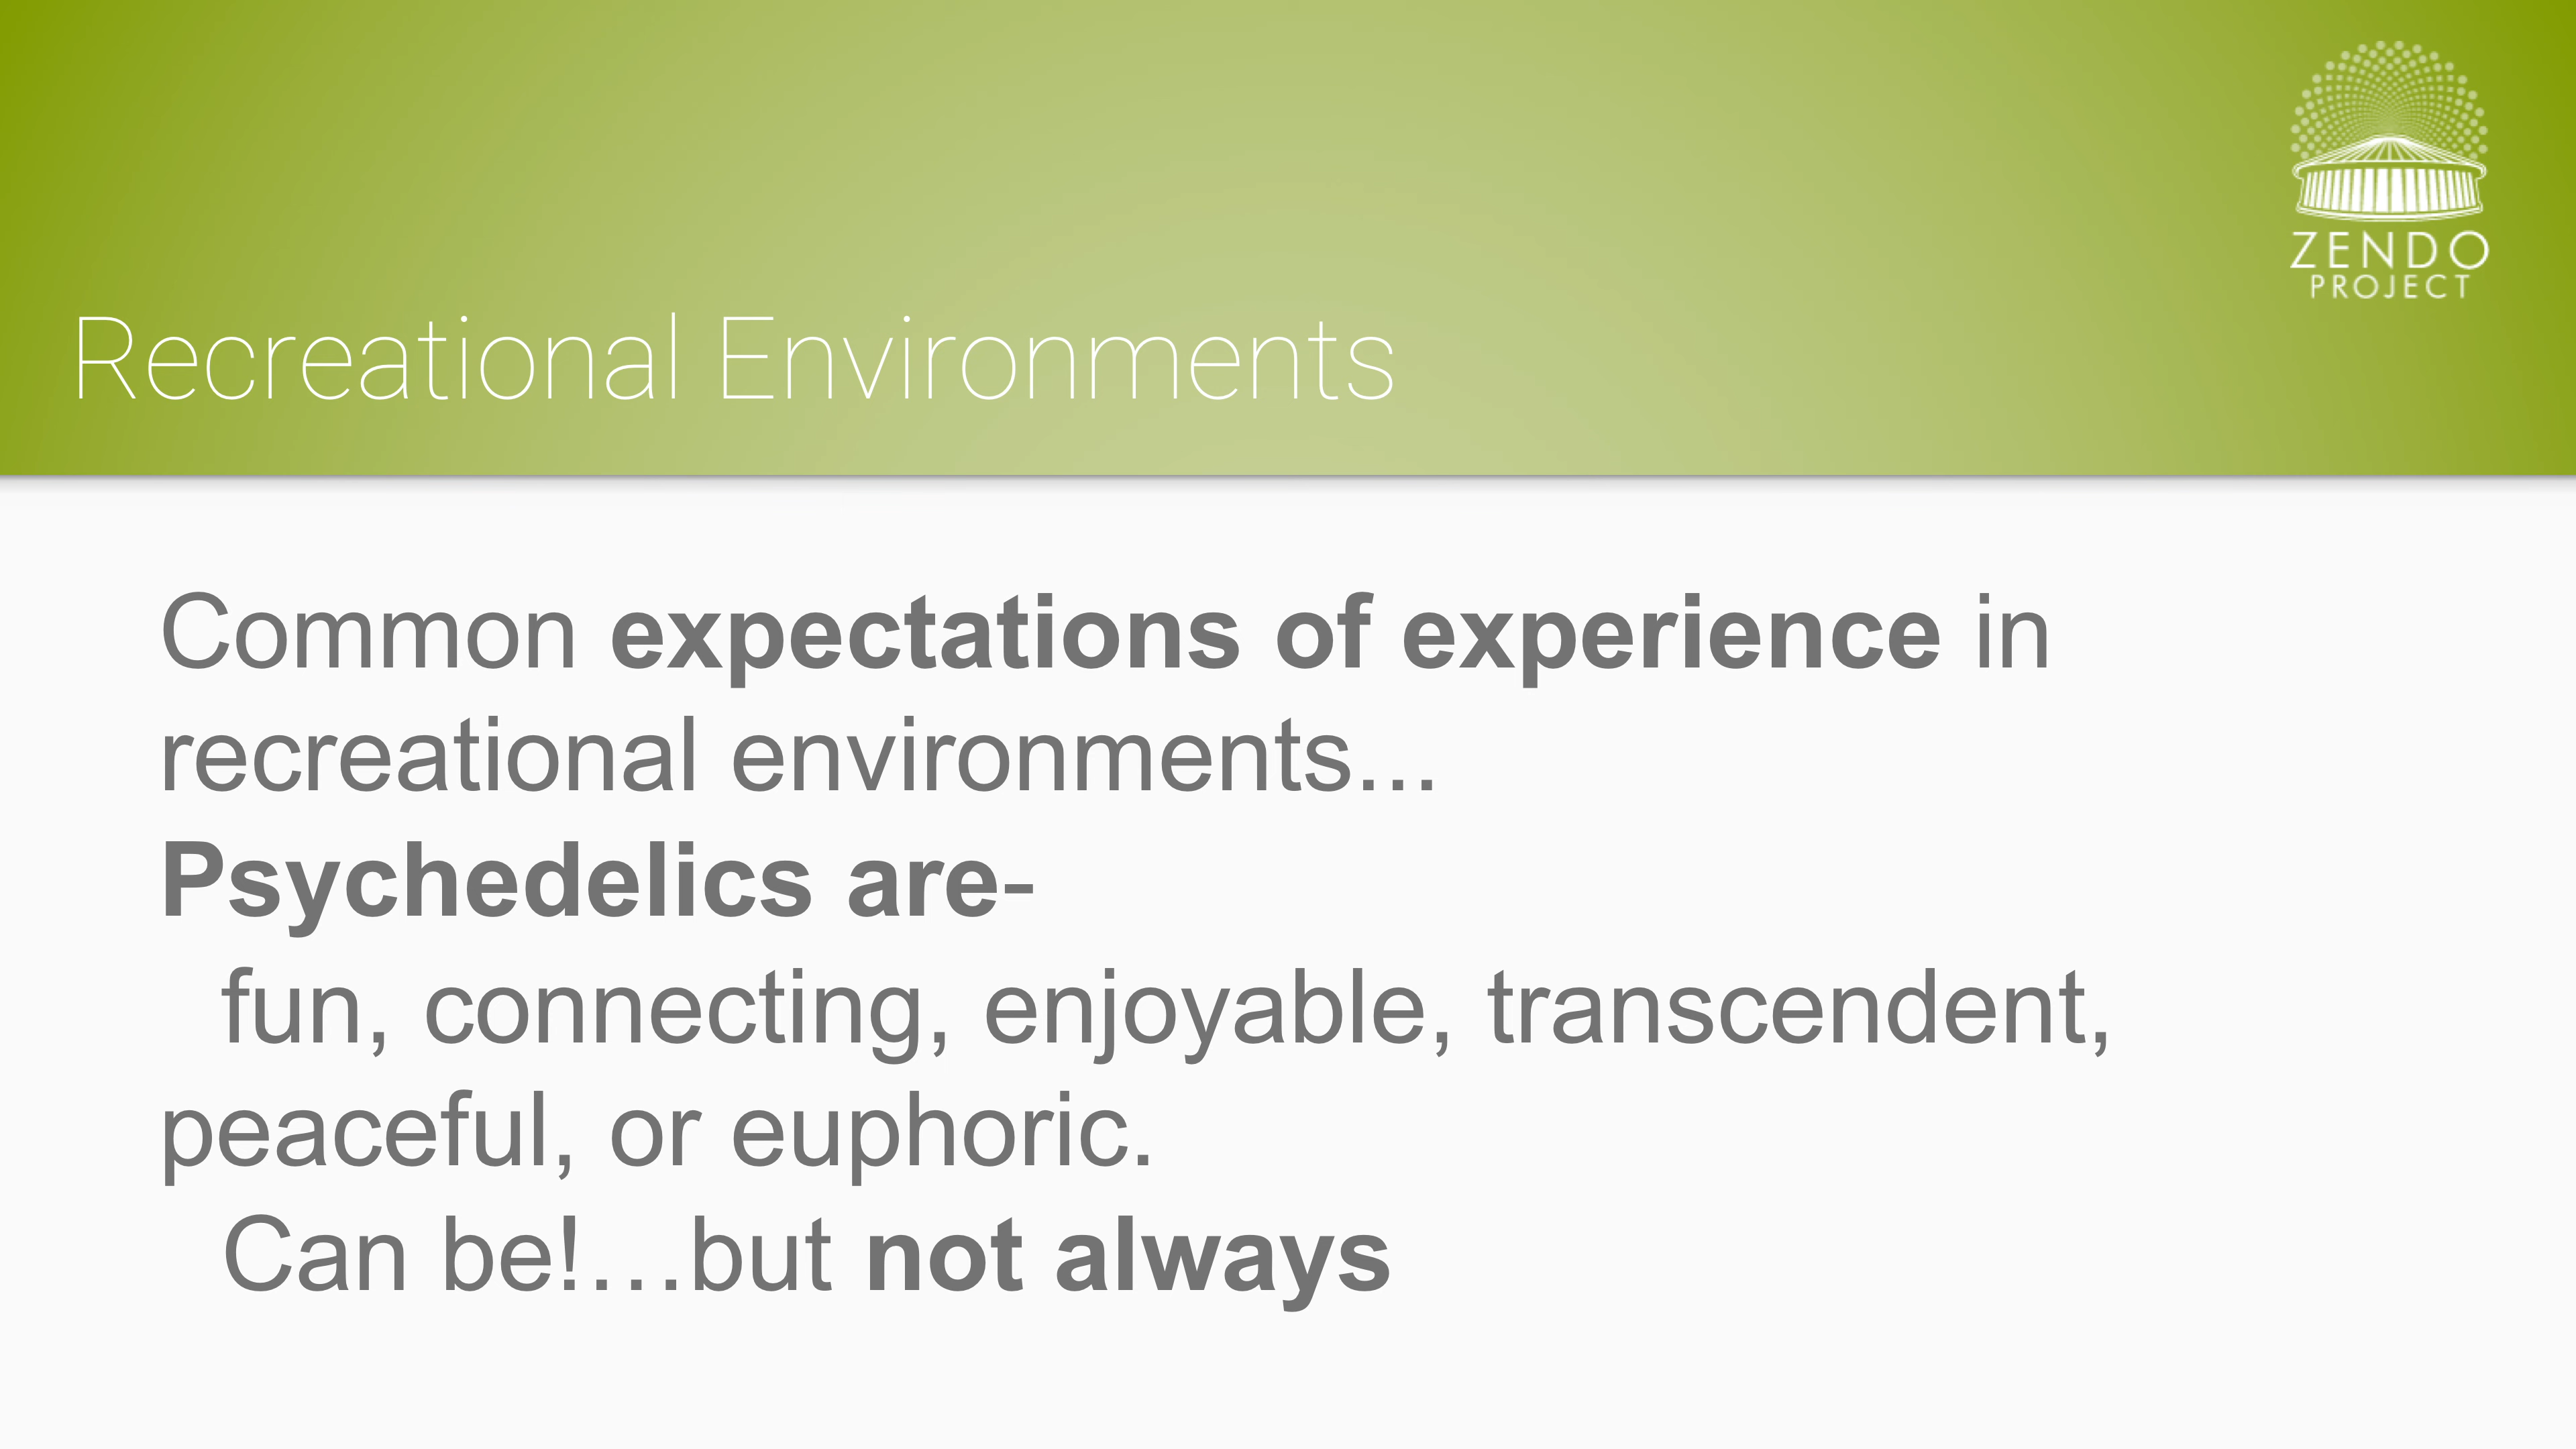 ZENDO
PROJECT
Recreational Environments
Common expectations of experience in
recreational environments...
Psychedelics are-
fun, connecting, enjoyable, transcendent,
peaceful, or euphoric.
Can be!…but not always